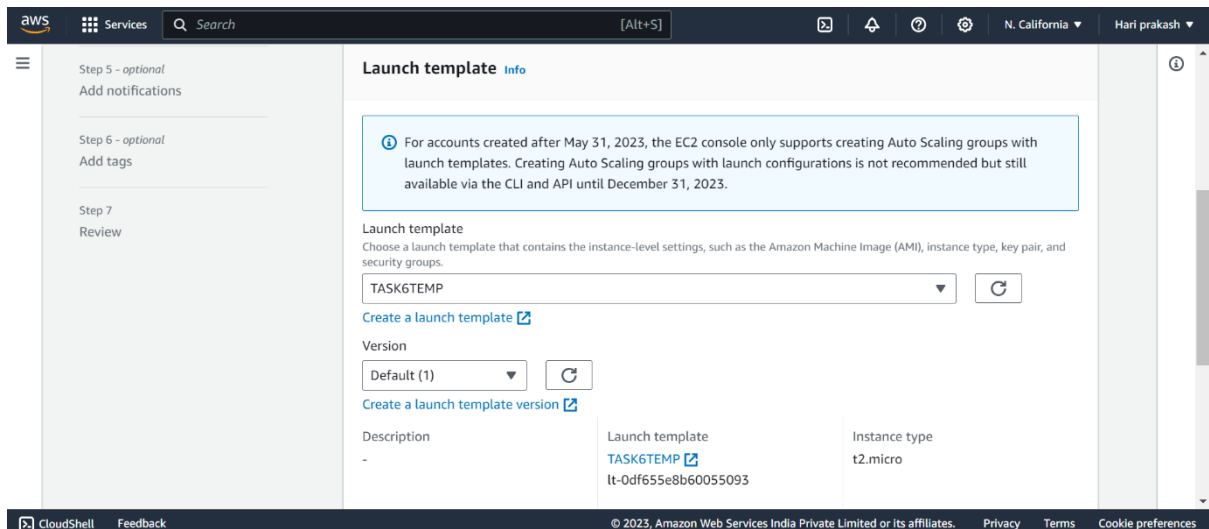 aws
Services
Search
[Alt+S]
N. California
Hari prakash
Step 5 - optional
Add notifications
Step 6 - optional
Add tags
Step 7
Review
Launch template Info
For accounts created after May 31, 2023, the EC2 console only supports creating Auto Scaling groups with
launch templates. Creating Auto Scaling groups with launch configurations is not recommended but still
available via the CLI and API until December 31, 2023.
Launch template
Choose a launch template that contains the instance-level settings, such as the Amazon Machine Image (AMI), instance type, key pair, and
security groups.
TASK6TEMP
Create a launch template
Version
Default (1)
Create a launch template version
Description
-
Launch template
TASK6TEMP
lt-0df655e8b60055093
Instance type
t2.micro
CloudShell
Feedback
© 2023, Amazon Web Services India Private Limited or its affiliates.
Privacy
Terms
Cookie preferences